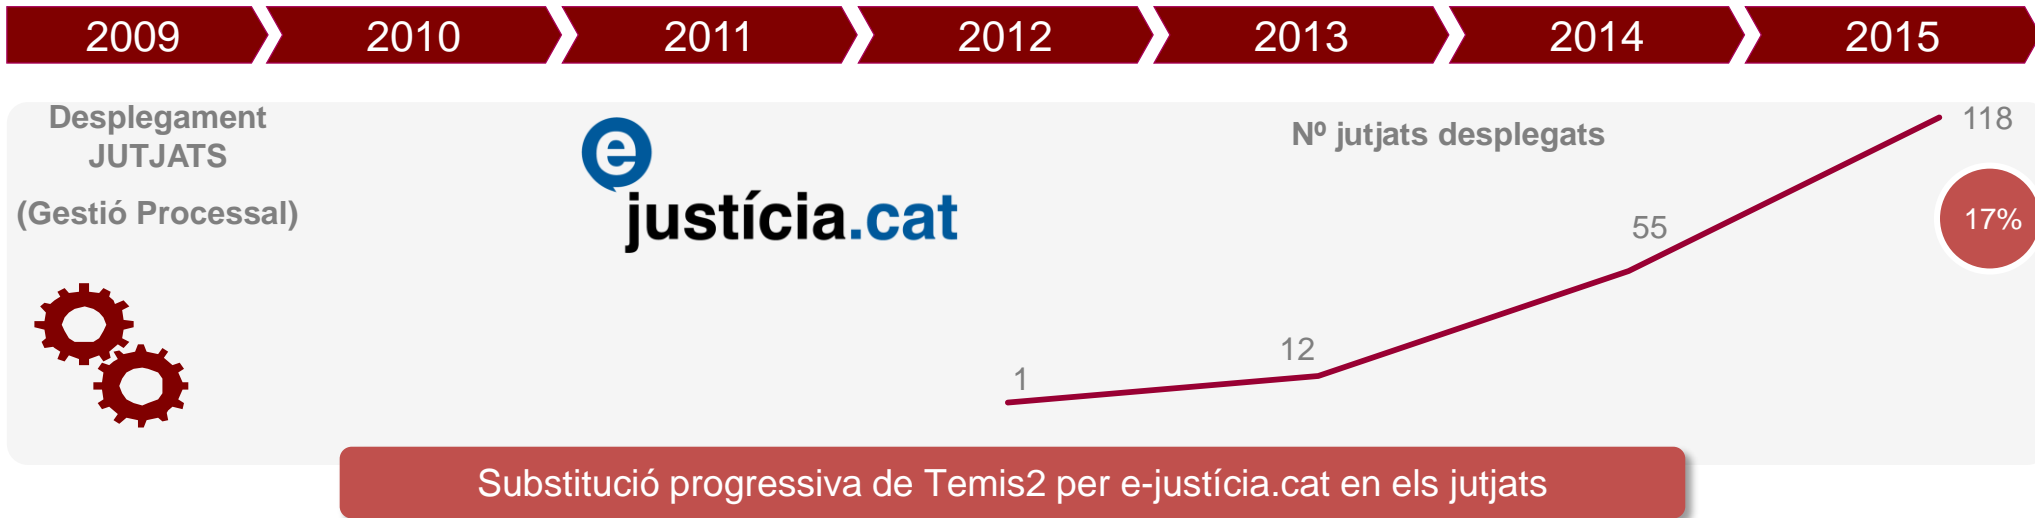 2009 2010 2011 2012 2013 2014 2015
Desplegament
JUTJATS
(Gestió Processal)
e
justícia.cat
Nº jutjats desplegats
1
12
55
118
17%
Substitució progressiva de Temis2 per e-justícia.cat en els jutjats